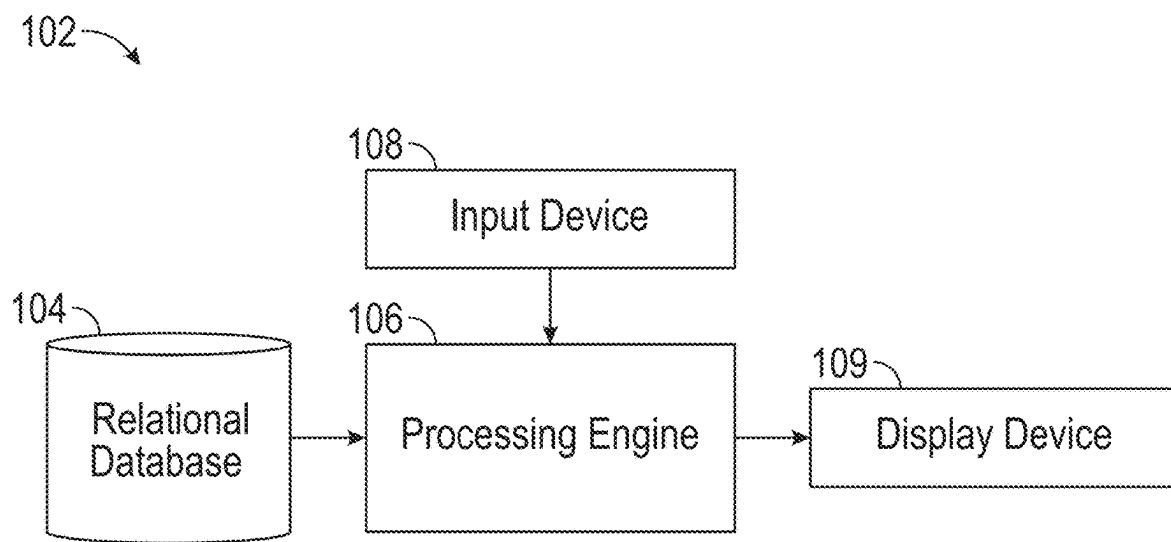 102
108
Input Device
104
106
109
Relational
Database
Processing Engine
Display Device